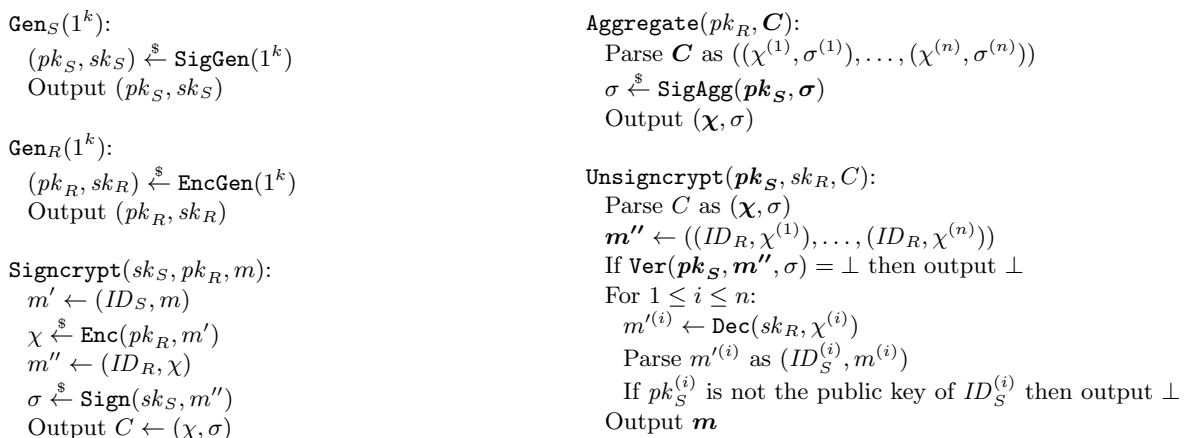 Gen_S(1^k):
(pk_S, sk_S) ←$ SigGen(1^k)
Output (pk_S, sk_S)
Gen_R(1^k):
(pk_R, sk_R) ←$ EncGen(1^k)
Output (pk_R, sk_R)
Signcrypt(sk_S, pk_R, m):
m′ ← (ID_S, m)
χ ←$ Enc(pk_R, m′)
m″ ← (ID_R, χ)
σ ←$ Sign(sk_S, m″)
Output C ← (χ, σ)
Aggregate(pk_R, C):
Parse C as ((χ^(1), σ^(1)), . . . , (χ^(n), σ^(n)))
σ ←$ SigAgg(pk_S, σ)
Output (χ, σ)
Unsigncrypt(pk_S, sk_R, C):
Parse C as (χ, σ)
m″ ← ((ID_R, χ^(1)), . . . , (ID_R, χ^(n)))
If Ver(pk_S, m″, σ) = ⊥ then output ⊥
For 1 ≤ i ≤ n:
m′^(i) ← Dec(sk_R, χ^(i))
Parse m′^(i) as (ID_S^(i), m^(i))
If pk_S^(i) is not the public key of ID_S^(i) then output ⊥
Output m